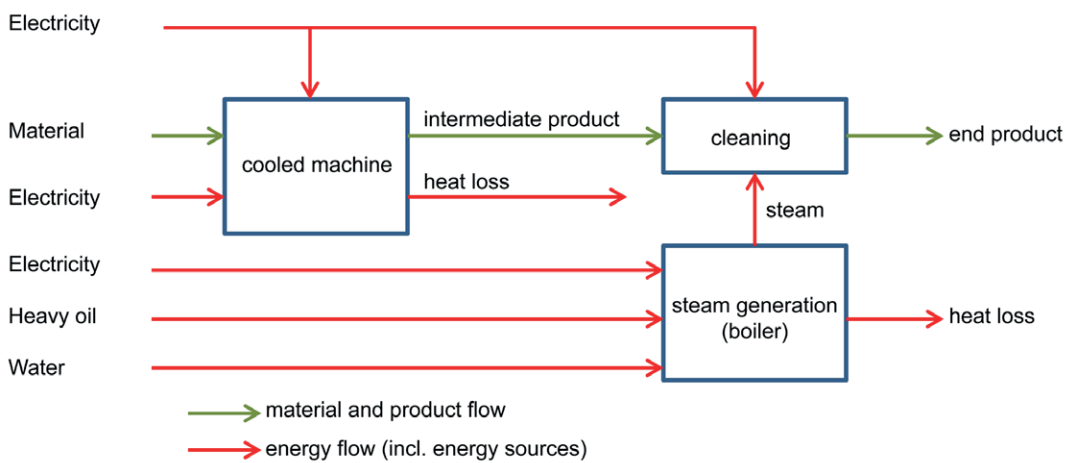 Electricity
Material
intermediate product
cleaning
end product
cooled machine
Electricity
heat loss
steam
Electricity
Heavy oil
steam generation
(boiler)
heat loss
Water
material and product flow
energy flow (incl. energy sources)